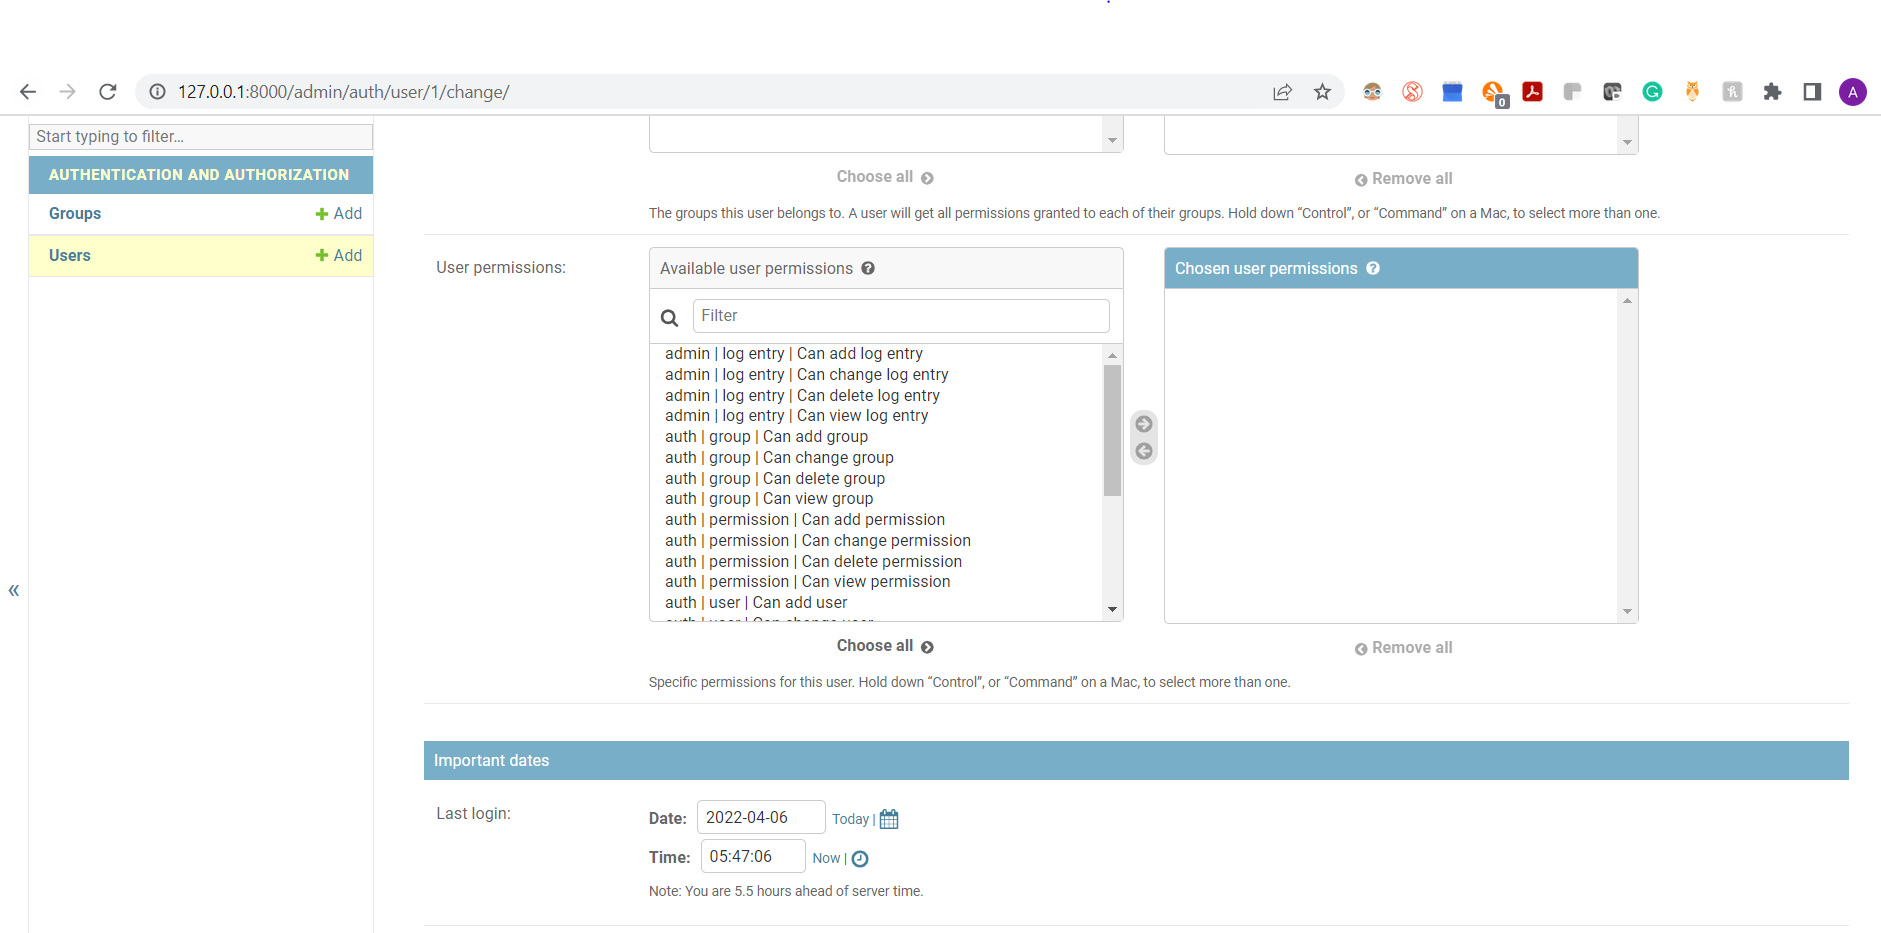 127.0.0.1:8000/admin/auth/user/1/change/
0
A
Start typing to filter...
AUTHENTICATION AND AUTHORIZATION
Groups
Add
Users
Add
«
Choose all
Remove all
The groups this user belongs to. A user will get all permissions granted to each of their groups. Hold down “Control”, or “Command” on a Mac, to select more than one.
User permissions:
Available user permissions ?
Filter
admin | log entry | Can add log entry
admin | log entry | Can change log entry
admin | log entry | Can delete log entry
admin | log entry | Can view log entry
auth | group | Can add group
auth | group | Can change group
auth | group | Can delete group
auth | group | Can view group
auth | permission | Can add permission
auth | permission | Can change permission
auth | permission | Can delete permission
auth | permission | Can view permission
auth | user | Can add user
auth | user | Can change user
Choose all
Chosen user permissions ?
Remove all
Specific permissions for this user. Hold down “Control”, or “Command” on a Mac, to select more than one.
Important dates
Last login:
Date: 2022-04-06 Today |
Time: 05:47:06 Now |
Note: You are 5.5 hours ahead of server time.